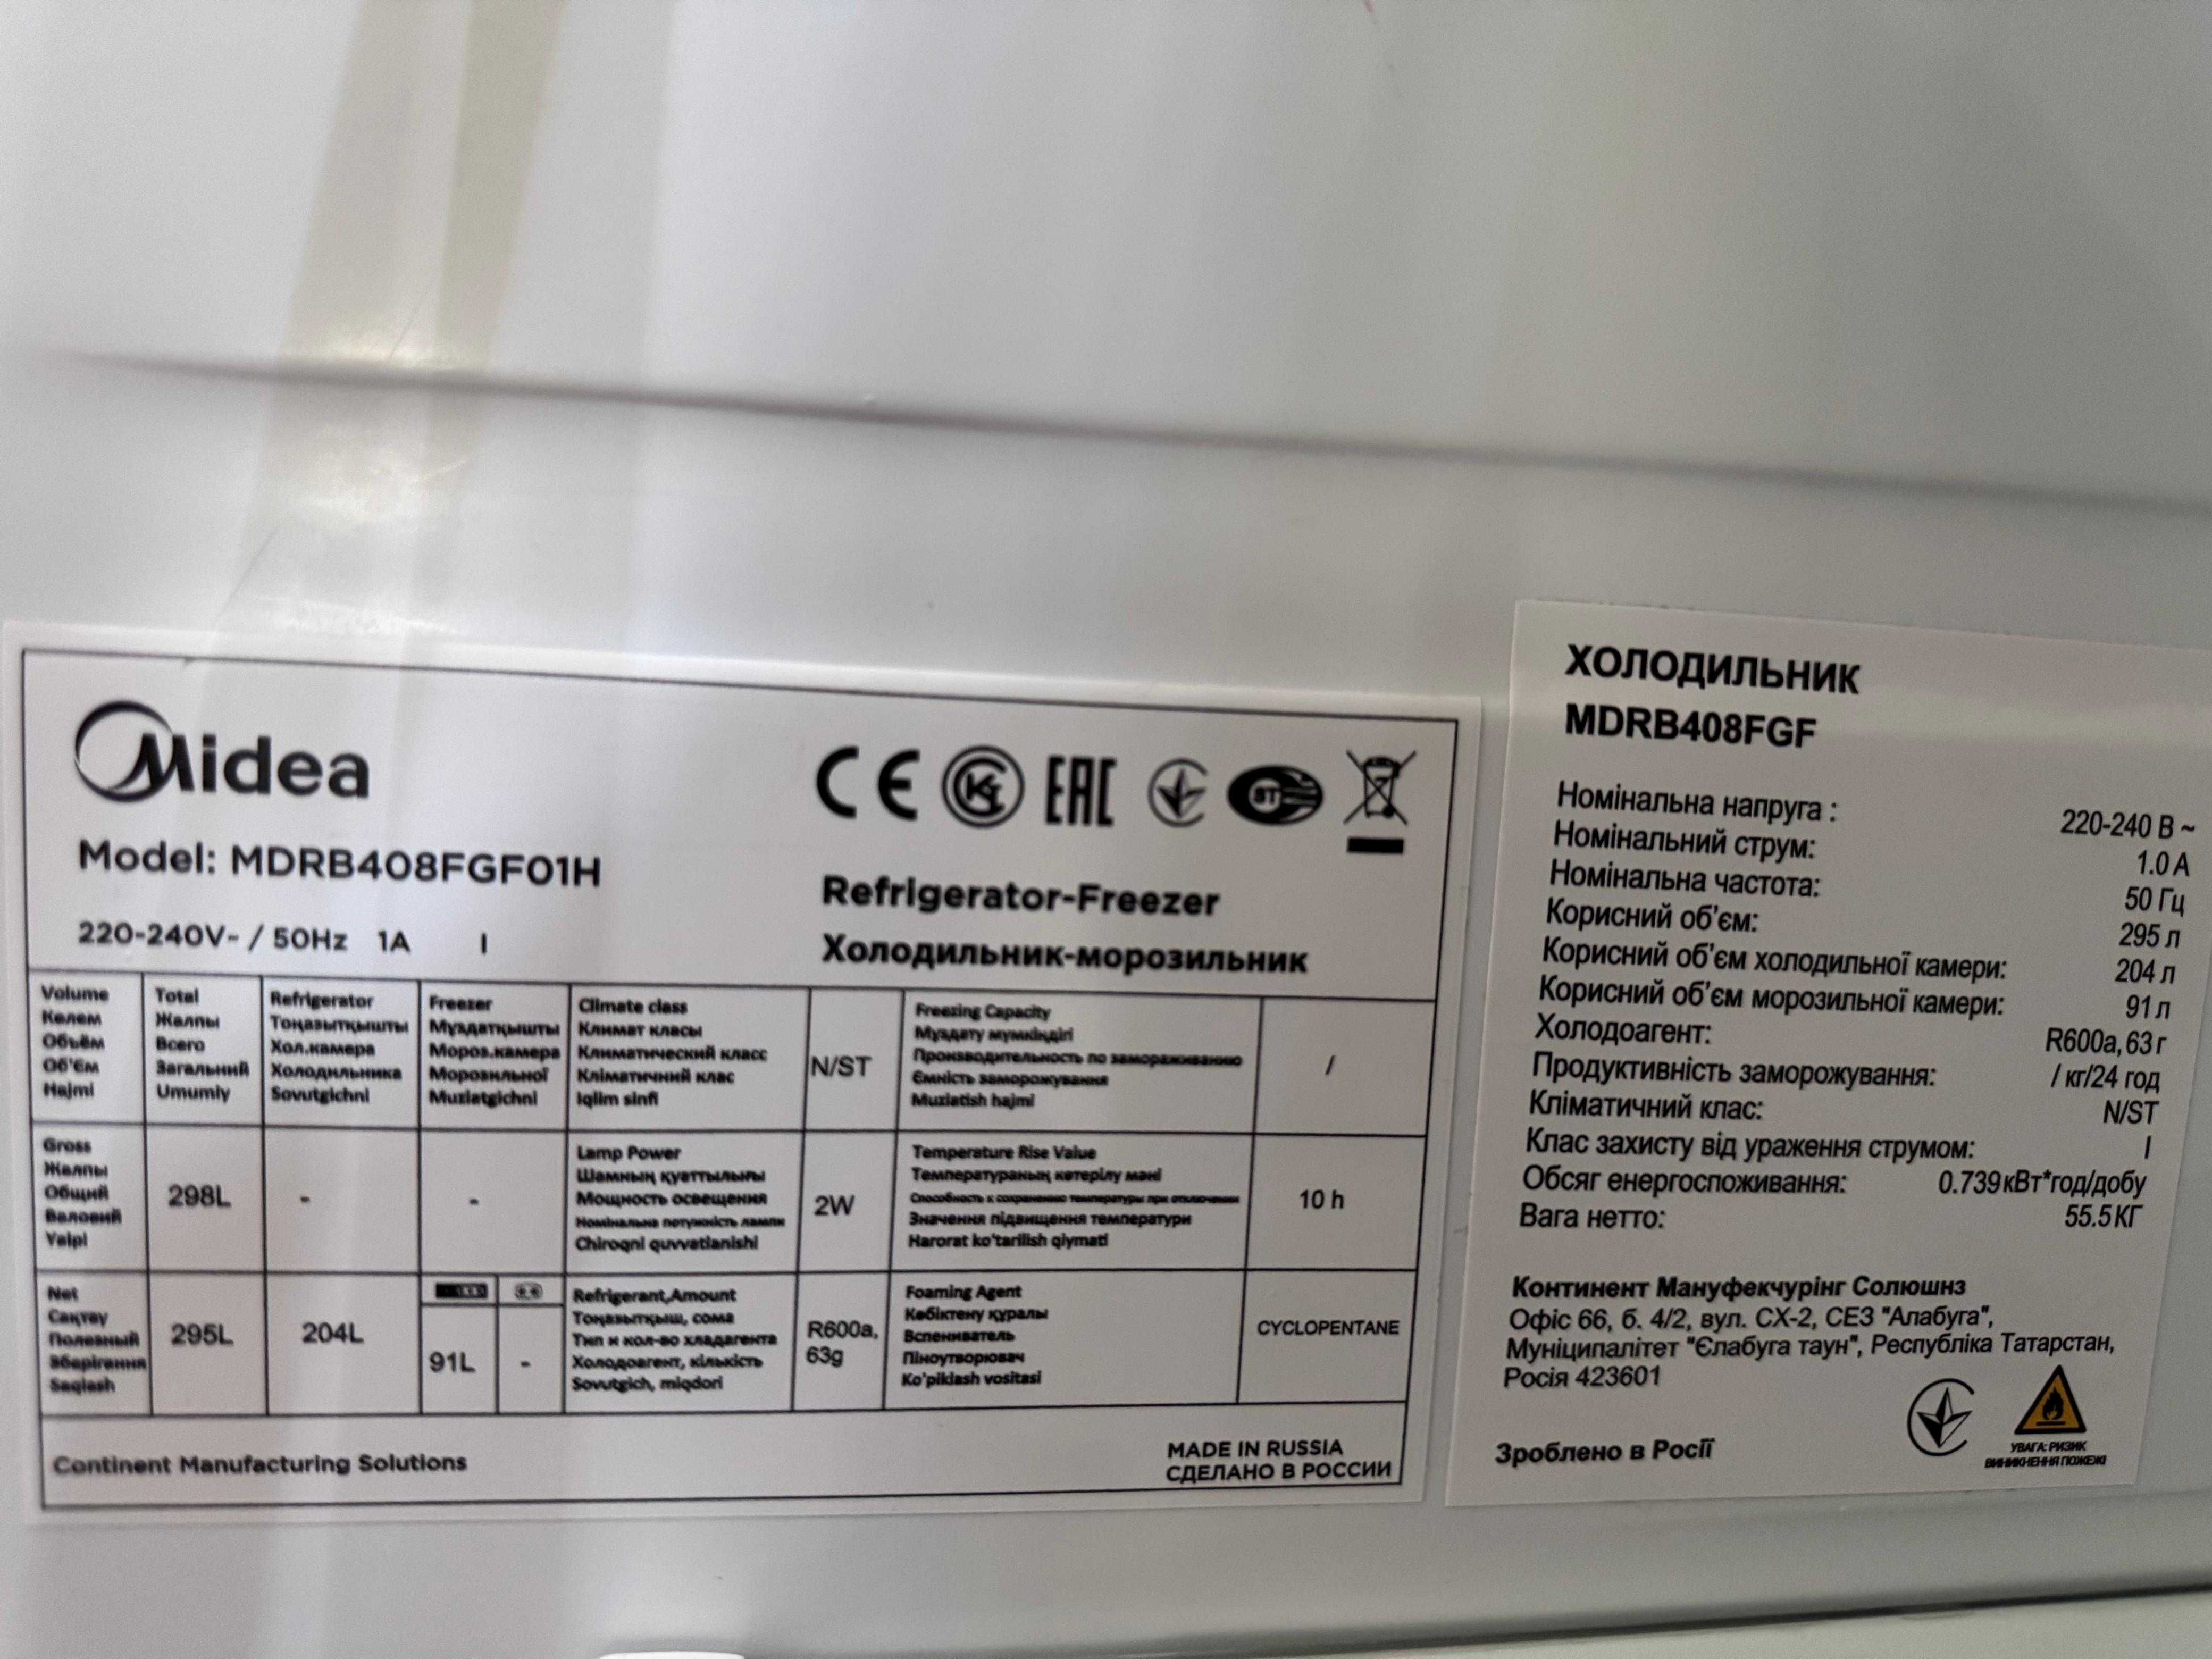 Midea
CE EAC
Model: MDRB408FGF01H
220-240V~ / 50Hz 1A I
Refrigerator-Freezer
Холодильник-морозильник
Volume
Көлем
Объём
Об'єм
Hajmi
Total
Жалпы
Всего
Загальний
Umumiy
Refrigerator
Тоңазытқышты
Хол.камера
Холодильника
Sovutgichni
Freezer
Мұздатқышты
Мороз.камера
Морозильної
Muzlatgichni
Climate class
Климат класы
Климатический класс
Кліматичний клас
Iqlim sinfi
N/ST
Freezing Capacity
Мұздату мүмкіндігі
Производительность по замораживанию
Ємність заморожування
Muzlatish hajmi
/
Gross
Жалпы
Общий
Валовий
Yalpi
298L
-
-
Lamp Power
Шамның қуаттылығы
Мощность освещения
Номінальна потужність лампи
Chiroqni quvvatlanishi
2W
Temperature Rise Value
Температураның көтерілу мәні
Способность к сохранению температуры при отключении
Значення підвищення температури
Harorat ko'tarilish qiymati
10 h
Net
Сақтау
Полезный
Зберігання
Saqlash
295L
204L
91L
-
Refrigerant,Amount
Тоңазытқыш, сома
Тип и кол-во хладагента
Холодоагент, кількість
Sovutgich, miqdori
R600a,
63g
Foaming Agent
Көбіктену құралы
Вспениватель
Піноутворювач
Ko'piklash vositasi
CYCLOPENTANE
Continent Manufacturing Solutions
MADE IN RUSSIA
СДЕЛАНО В РОССИИ
ХОЛОДИЛЬНИК
MDRB408FGF
Номінальна напруга : 220-240 В ~
Номінальний струм: 1.0 А
Номінальна частота: 50 Гц
Корисний об'єм: 295 л
Корисний об'єм холодильної камери: 204 л
Корисний об'єм морозильної камери: 91 л
Холодоагент: R600a, 63 г
Продуктивність заморожування: / кг/24 год
Кліматичний клас: N/ST
Клас захисту від ураження струмом: I
Обсяг енергоспоживання: 0.739 кВт*год/добу
Вага нетто: 55.5 КГ
Континент Мануфекчурінг Солюшнз
Офіс 66, б. 4/2, вул. СХ-2, СЕЗ "Алабуга",
Муніципалітет "Єлабуга таун", Республіка Татарстан,
Росія 423601
Зроблено в Росії
УВАГА: РИЗИК
ВИНИКНЕННЯ ПОЖЕЖІ